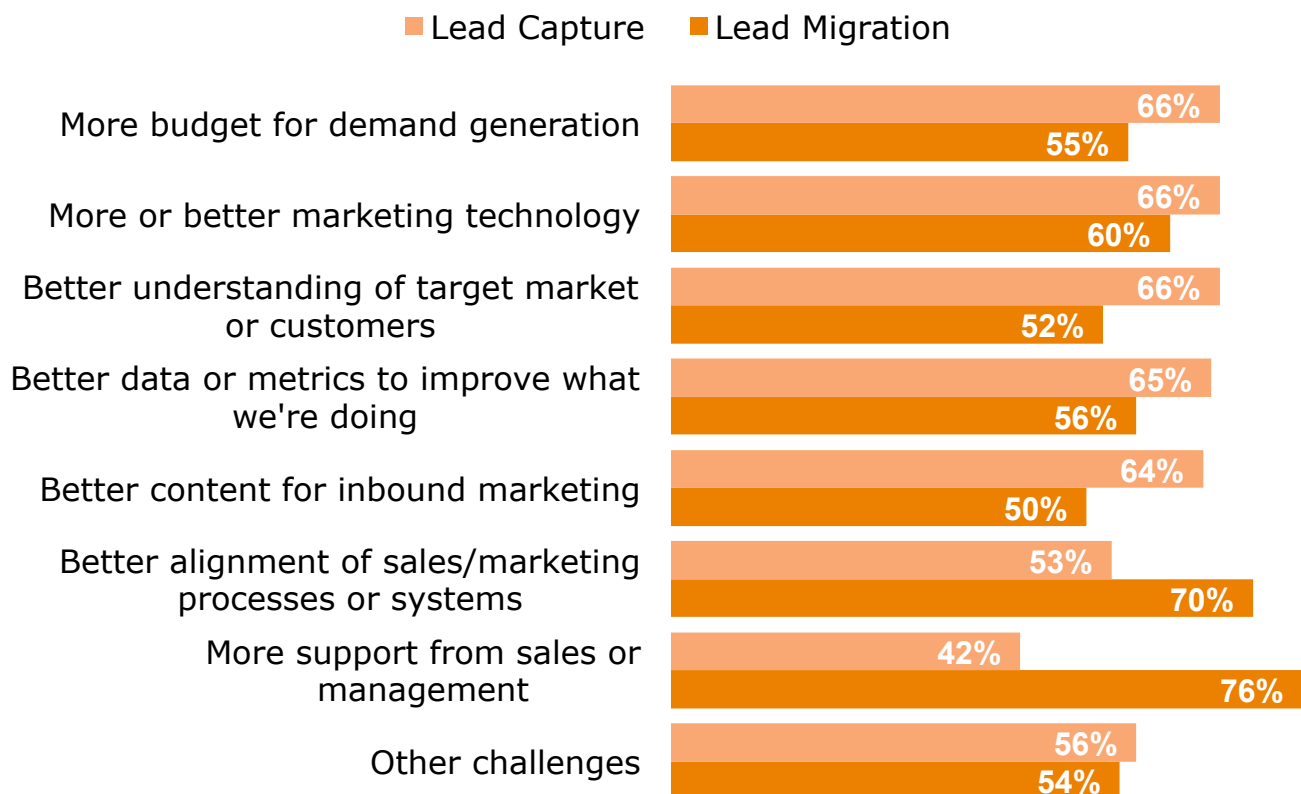 Lead Capture Lead Migration
More budget for demand generation
66%
55%
More or better marketing technology
66%
60%
Better understanding of target market
or customers
66%
52%
Better data or metrics to improve what
we're doing
65%
56%
Better content for inbound marketing
64%
50%
Better alignment of sales/marketing
processes or systems
53%
70%
More support from sales or
management
42%
76%
Other challenges
56%
54%